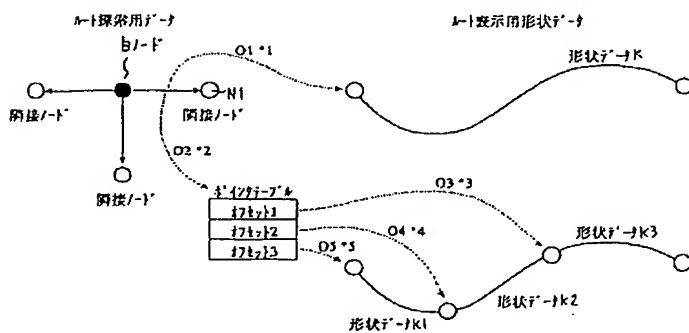 ルート探索用データ
ルート表示用形状データ
自ノード
O1 *1
形状データK
N1
隣接ノード
隣接ノード
O2 *2
隣接ノード
ポインタテーブル
O3 *3
オフセット1
オフセット2
O4 *4
オフセット3
O5 *5
形状データK3
形状データK2
形状データK1